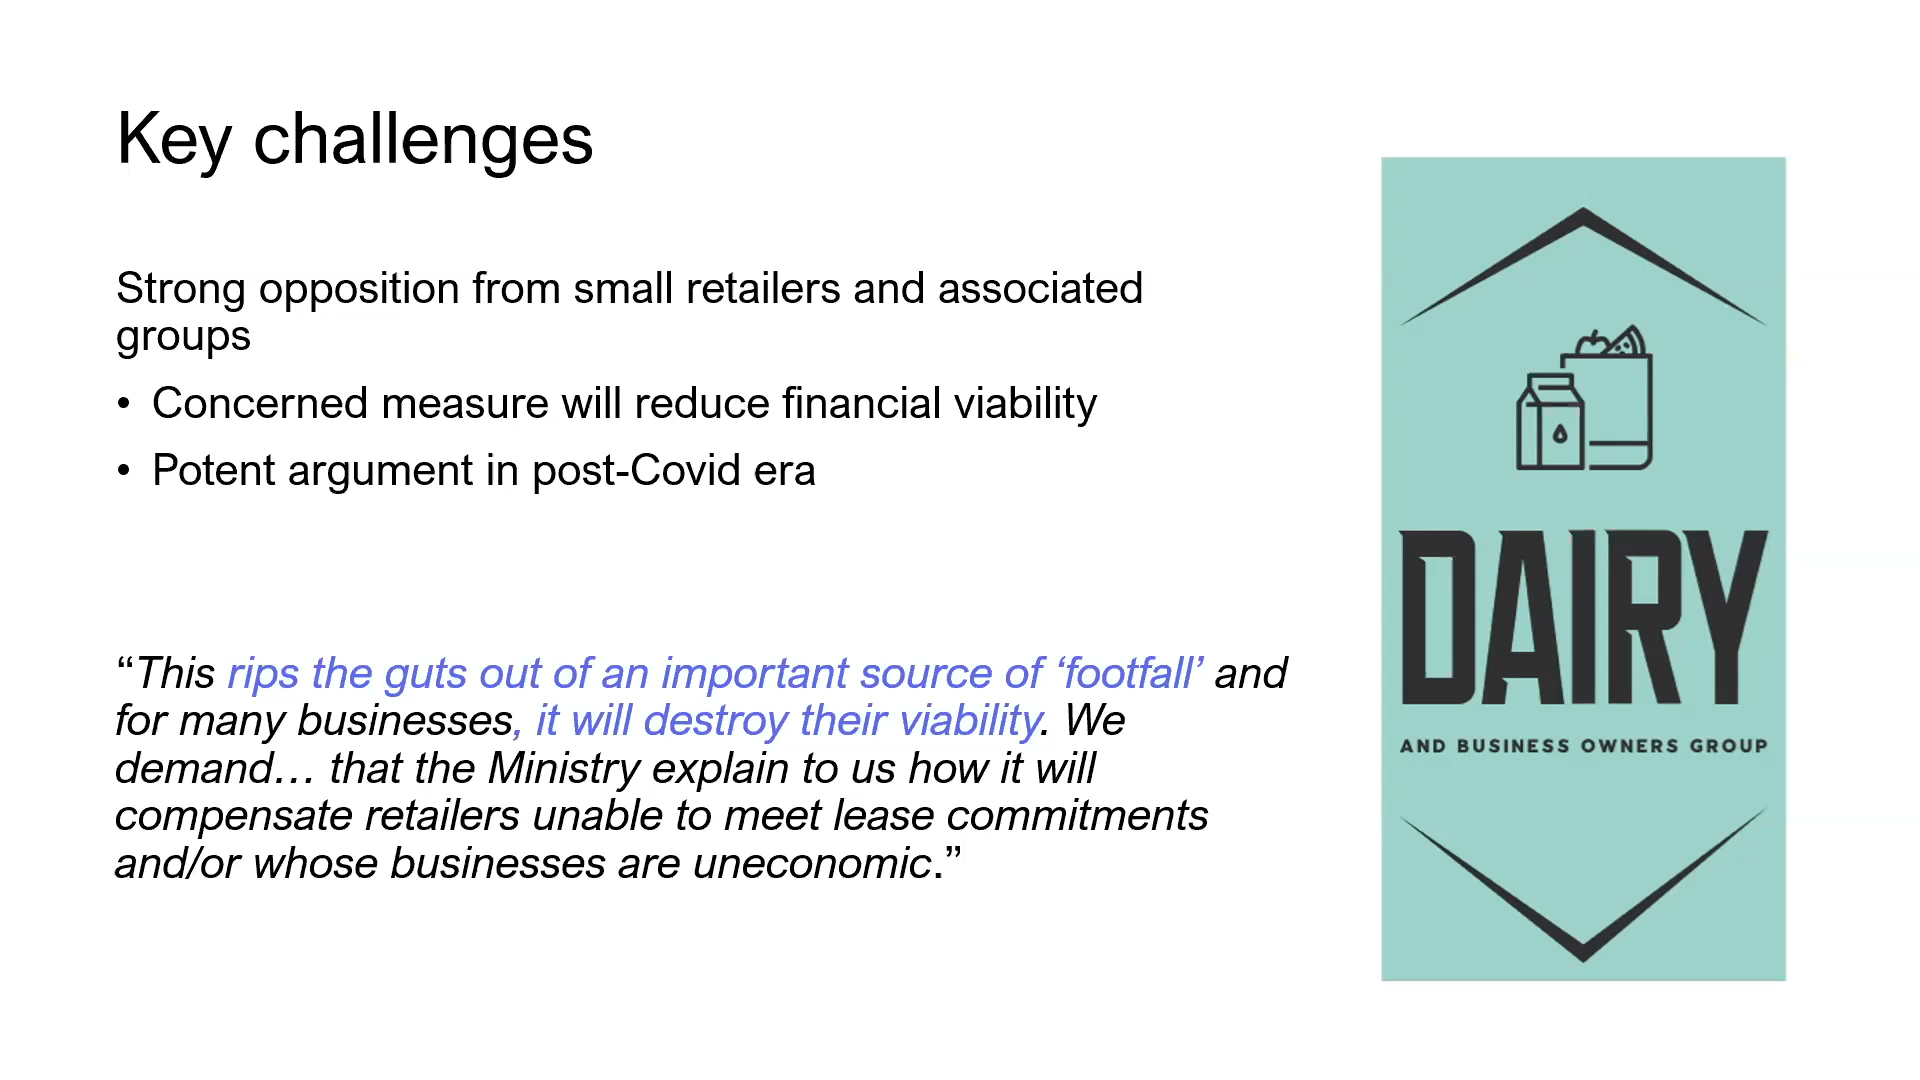 Key challenges
Strong opposition from small retailers and associated
groups
• Concerned measure will reduce financial viability
• Potent argument in post-Covid era
“This rips the guts out of an important source of ‘footfall’ and
for many businesses, it will destroy their viability. We
demand… that the Ministry explain to us how it will
compensate retailers unable to meet lease commitments
and/or whose businesses are uneconomic.”
DAIRY
AND BUSINESS OWNERS GROUP